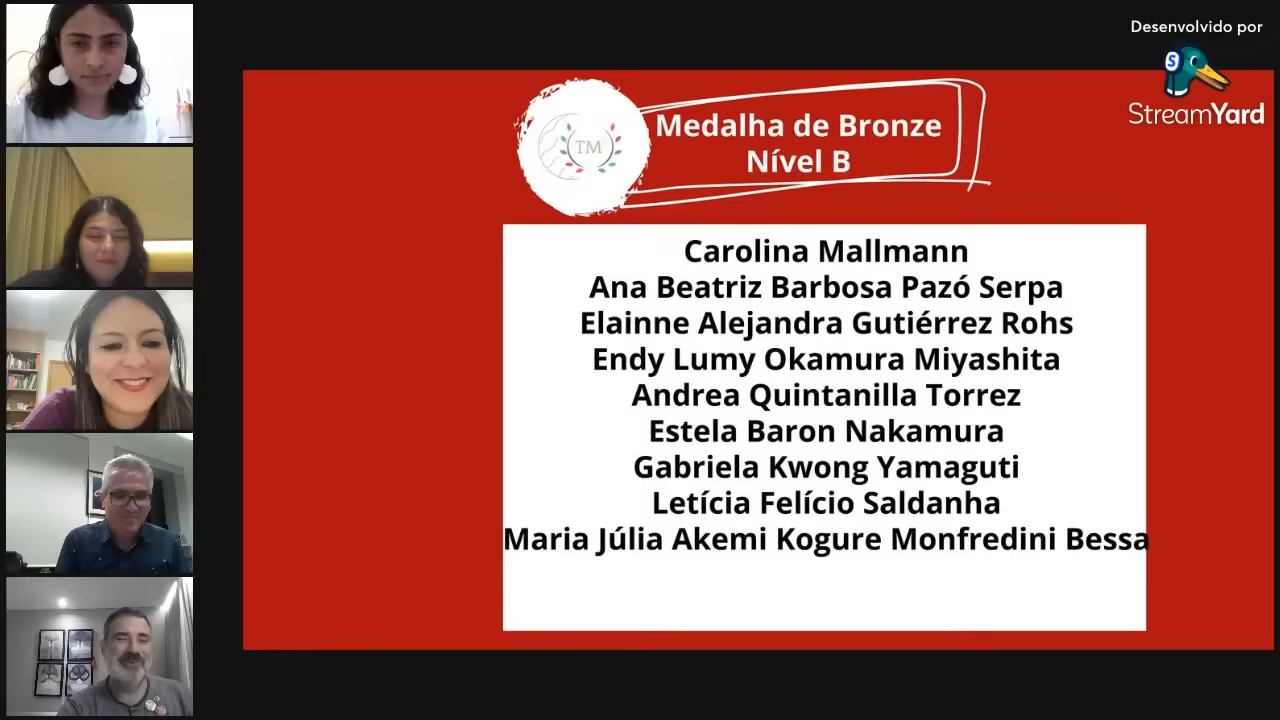 Desenvolvido por
StreamYard
TM
Medalha de Bronze
Nível B
Carolina Mallmann
Ana Beatriz Barbosa Pazó Serpa
Elainne Alejandra Gutiérrez Rohs
Endy Lumy Okamura Miyashita
Andrea Quintanilla Torrez
Estela Baron Nakamura
Gabriela Kwong Yamaguti
Letícia Felício Saldanha
Maria Júlia Akemi Kogure Monfredini Bessa